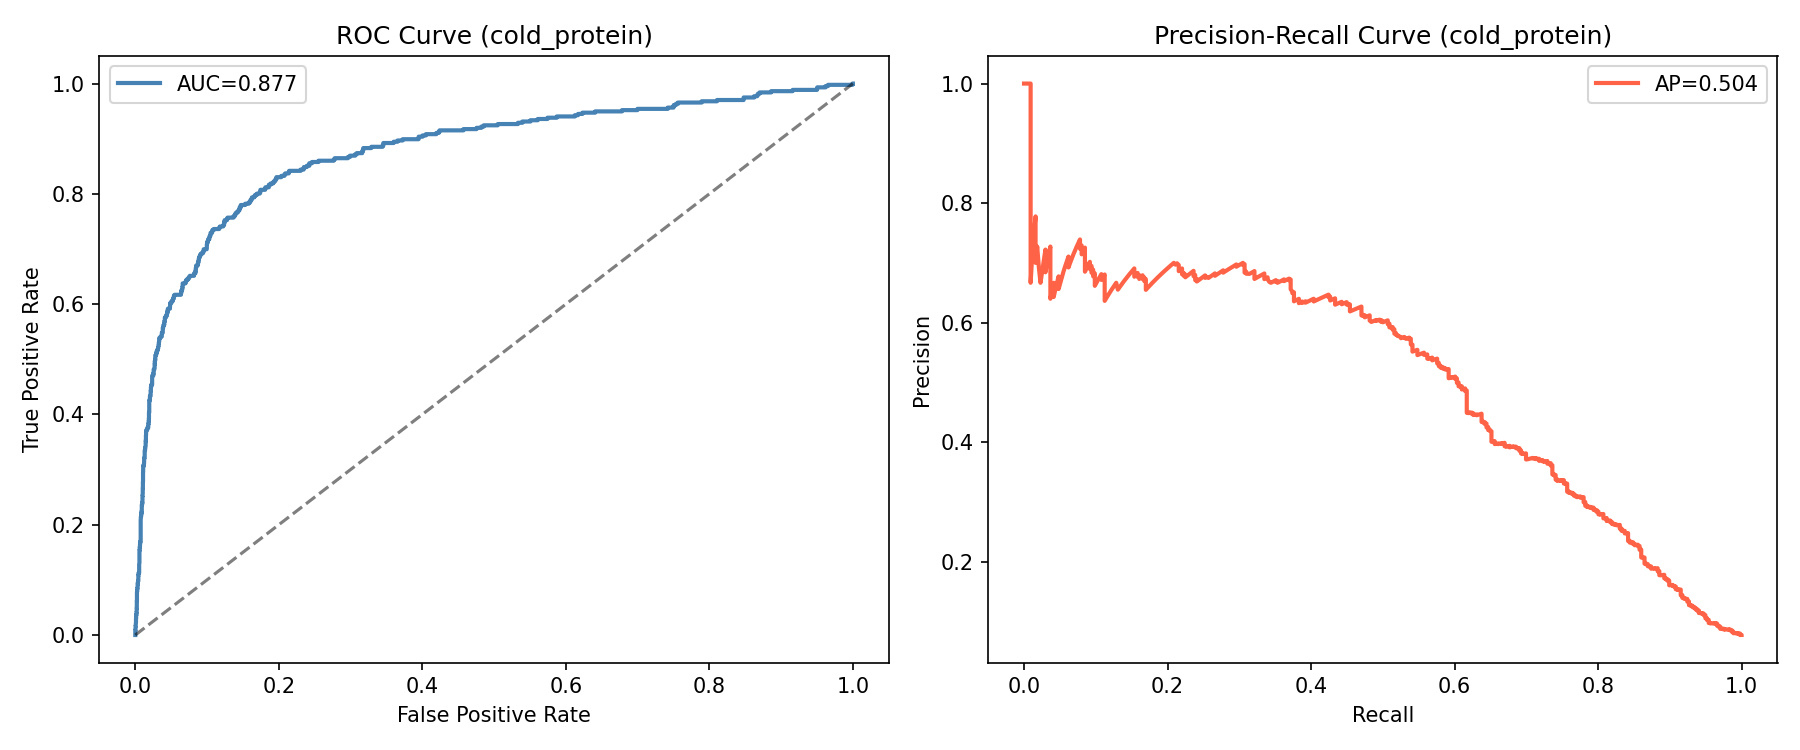 ROC Curve (cold_protein)
AUC=0.877
True Positive Rate
1.0
0.8
0.6
0.4
0.2
0.0
0.0 0.2 0.4 0.6 0.8 1.0
False Positive Rate
Precision-Recall Curve (cold_protein)
AP=0.504
Precision
1.0
0.8
0.6
0.4
0.2
0.0 0.2 0.4 0.6 0.8 1.0
Recall